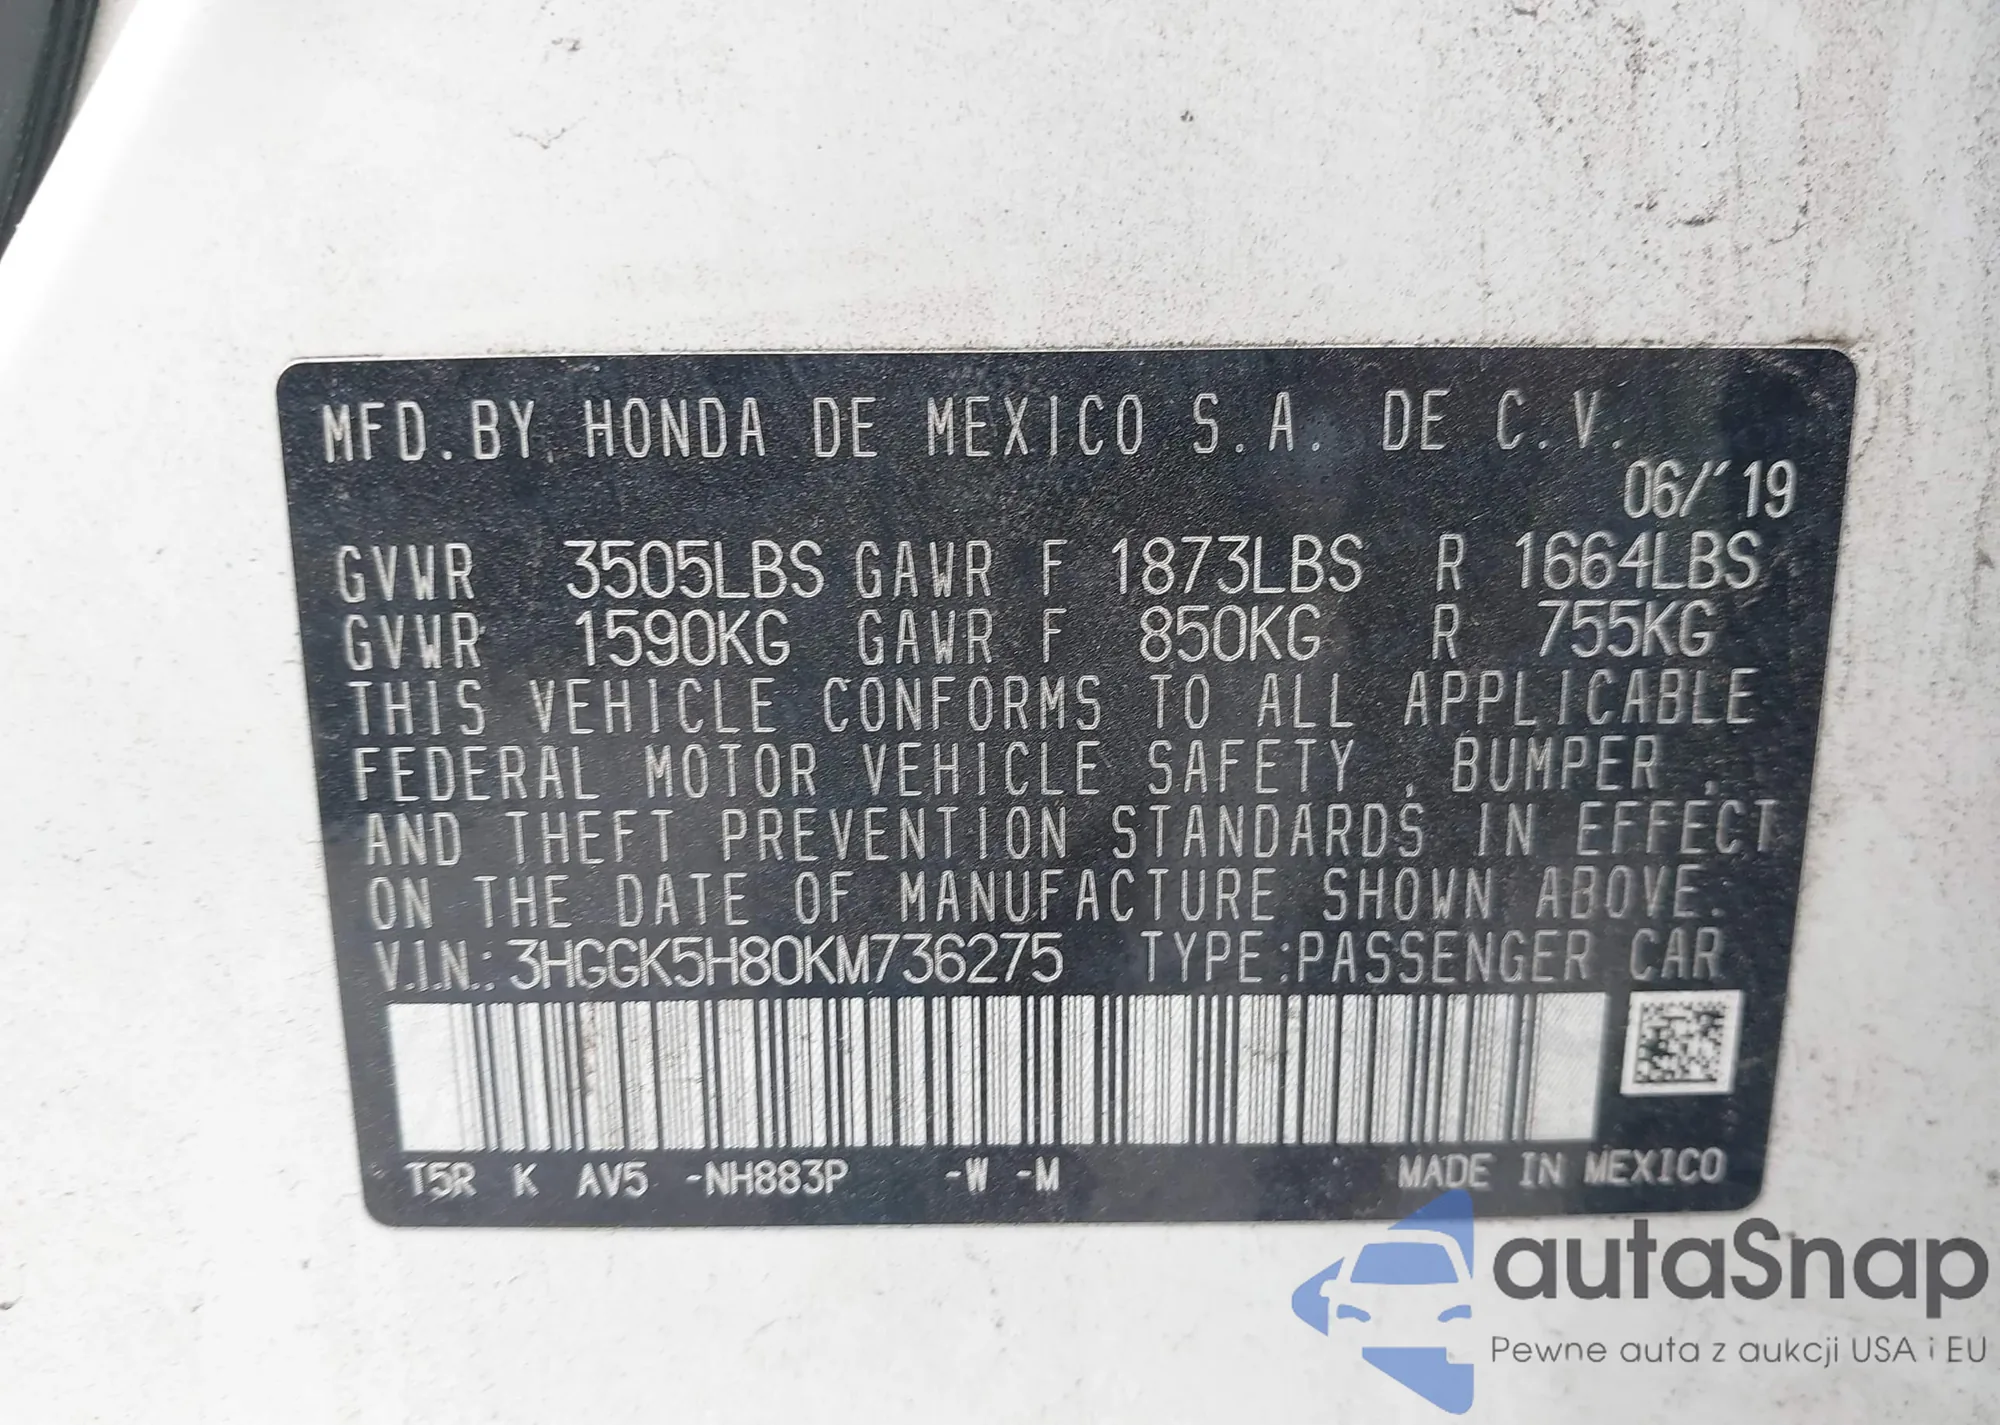 MFD. BY HONDA DE MEXICO S.A. DE C.V.
06/'19
GVWR 3505LBS GAWR F 1873LBS R 1664LBS
GVWR 1590KG GAWR F 850KG R 755KG
THIS VEHICLE CONFORMS TO ALL APPLICABLE
FEDERAL MOTOR VEHICLE SAFETY , BUMPER ,
AND THEFT PREVENTION STANDARDS IN EFFECT
ON THE DATE OF MANUFACTURE SHOWN ABOVE.
V.I.N.: 3HGGK5H80KM736275 TYPE:PASSENGER CAR
T5R K AV5 -NH883P -W -M MADE IN MEXICO
autaSnap
Pewne auta z aukcji USA i EU